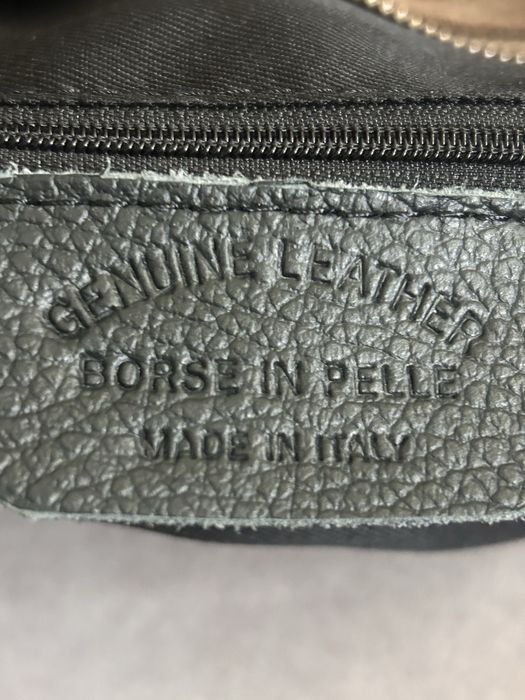 GENUINE LEATHER
BORSE IN PELLE
MADE IN ITALY